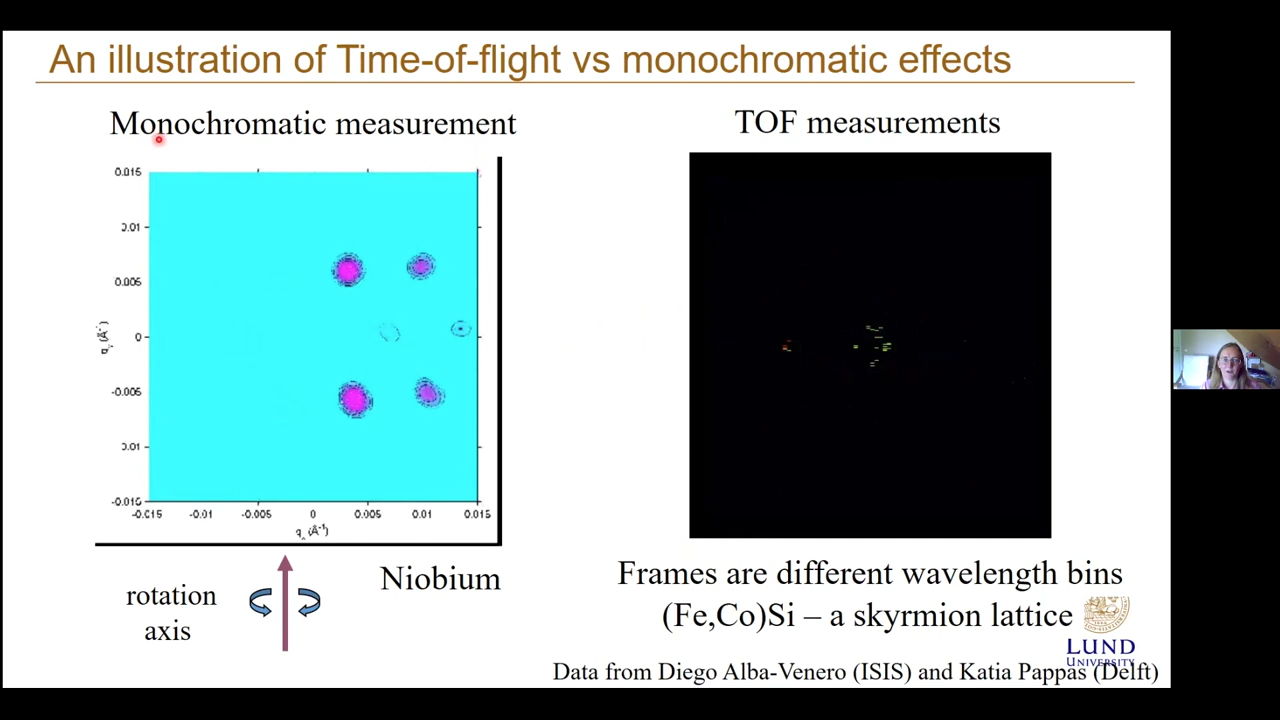 An illustration of Time-of-flight vs monochromatic effects
Monochromatic measurement
TOF measurements
0.015
0.01
0.005
0
-0.005
-0.015
-0.015 -0.01 -0.005 0 0.005 0.01 0.015
rotation
axis
Niobium
Frames are different wavelength bins
(Fe,Co)Si – a skyrmion lattice
LUND
UNIVERSITY
Data from Diego Alba-Venero (ISIS) and Katia Pappas (Delft)